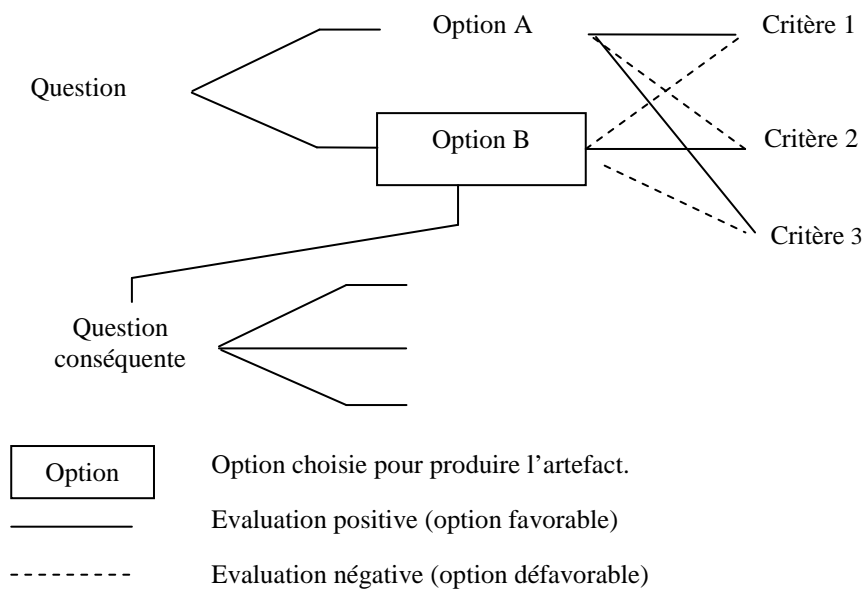 Option A
Critère 1
Question
Option B
Critère 2
Critère 3
Question
conséquente
Option
Option choisie pour produire l’artefact.
Evaluation positive (option favorable)
Evaluation négative (option défavorable)